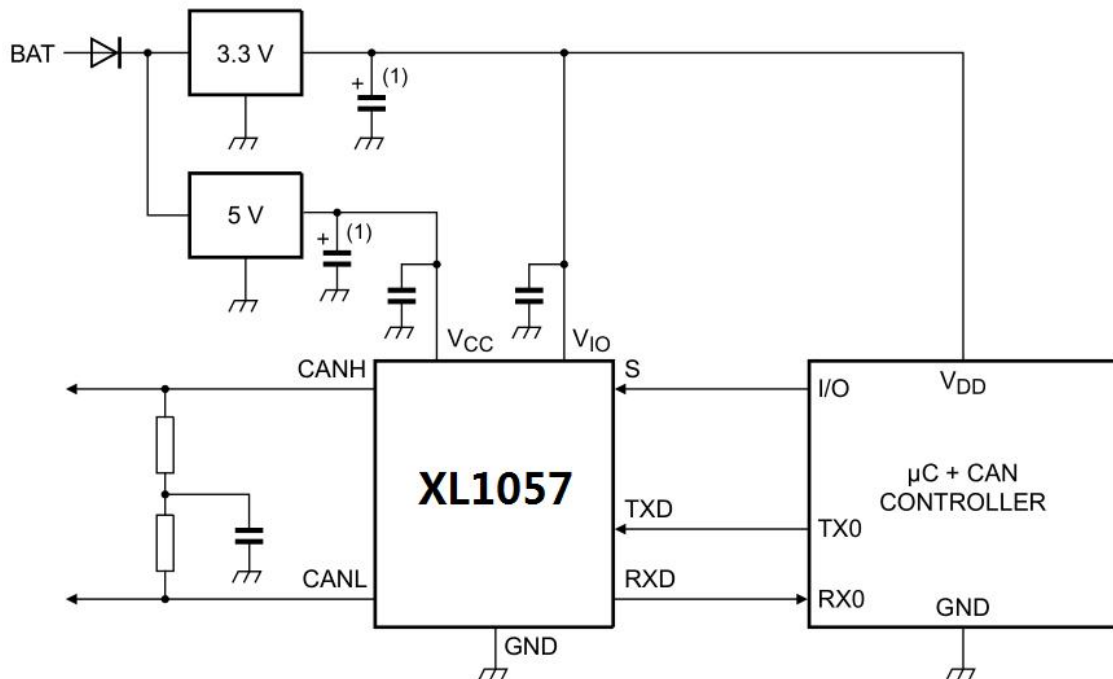 BAT
3.3 V
+
(1)
5 V
+
(1)
VCC
VIO
CANH
S
I/O
VDD
XL1057
µC + CAN
CONTROLLER
TXD
TX0
CANL
RXD
RX0
GND
GND